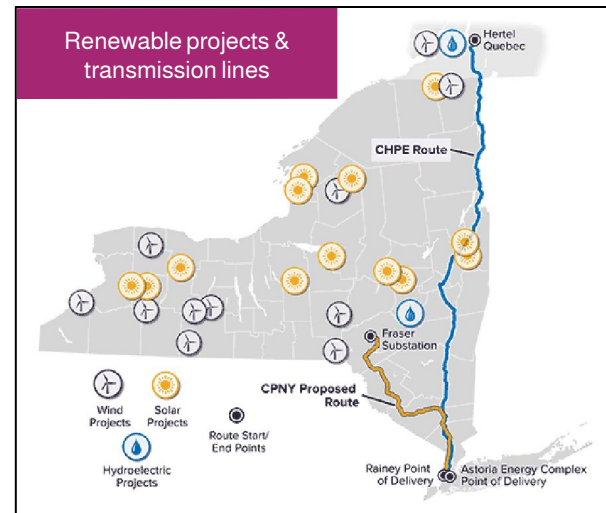 Renewable projects &
transmission lines
Hertel
Quebec
CHPE Route
Fraser
Substation
CPNY Proposed
Route
Wind
Projects
Solar
Projects
Route Start/
End Points
Hydroelectric
Projects
Rainey Point
of Delivery
Astoria Energy Complex
Point of Delivery